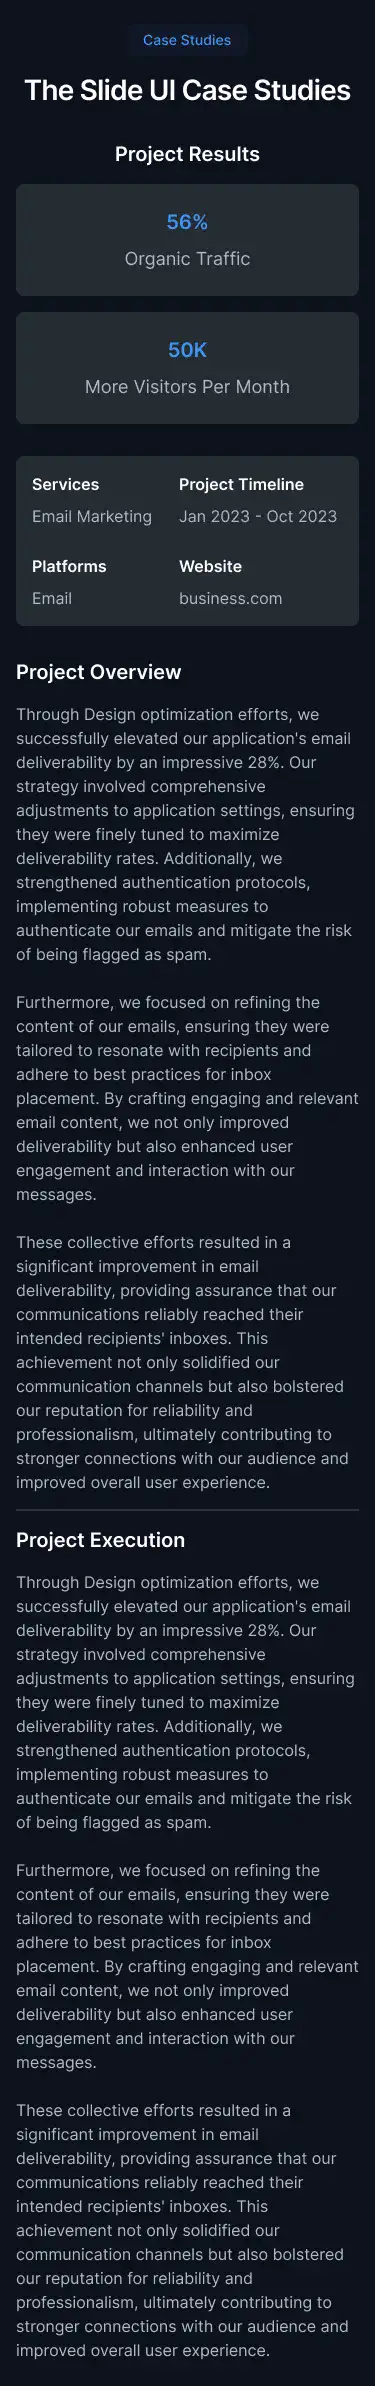 Case Studies
The Slide UI Case Studies
Project Results
56%
Organic Traffic
50K
More Visitors Per Month
Services
Email Marketing
Project Timeline
Jan 2023 - Oct 2023
Platforms
Email
Website
business.com
Project Overview
Through Design optimization efforts, we
successfully elevated our application's email
deliverability by an impressive 28%. Our
strategy involved comprehensive
adjustments to application settings, ensuring
they were finely tuned to maximize
deliverability rates. Additionally, we
strengthened authentication protocols,
implementing robust measures to
authenticate our emails and mitigate the risk
of being flagged as spam.
Furthermore, we focused on refining the
content of our emails, ensuring they were
tailored to resonate with recipients and
adhere to best practices for inbox
placement. By crafting engaging and relevant
email content, we not only improved
deliverability but also enhanced user
engagement and interaction with our
messages.
These collective efforts resulted in a
significant improvement in email
deliverability, providing assurance that our
communications reliably reached their
intended recipients' inboxes. This
achievement not only solidified our
communication channels but also bolstered
our reputation for reliability and
professionalism, ultimately contributing to
stronger connections with our audience and
improved overall user experience.
Project Execution
Through Design optimization efforts, we
successfully elevated our application's email
deliverability by an impressive 28%. Our
strategy involved comprehensive
adjustments to application settings, ensuring
they were finely tuned to maximize
deliverability rates. Additionally, we
strengthened authentication protocols,
implementing robust measures to
authenticate our emails and mitigate the risk
of being flagged as spam.
Furthermore, we focused on refining the
content of our emails, ensuring they were
tailored to resonate with recipients and
adhere to best practices for inbox
placement. By crafting engaging and relevant
email content, we not only improved
deliverability but also enhanced user
engagement and interaction with our
messages.
These collective efforts resulted in a
significant improvement in email
deliverability, providing assurance that our
communications reliably reached their
intended recipients' inboxes. This
achievement not only solidified our
communication channels but also bolstered
our reputation for reliability and
professionalism, ultimately contributing to
stronger connections with our audience and
improved overall user experience.